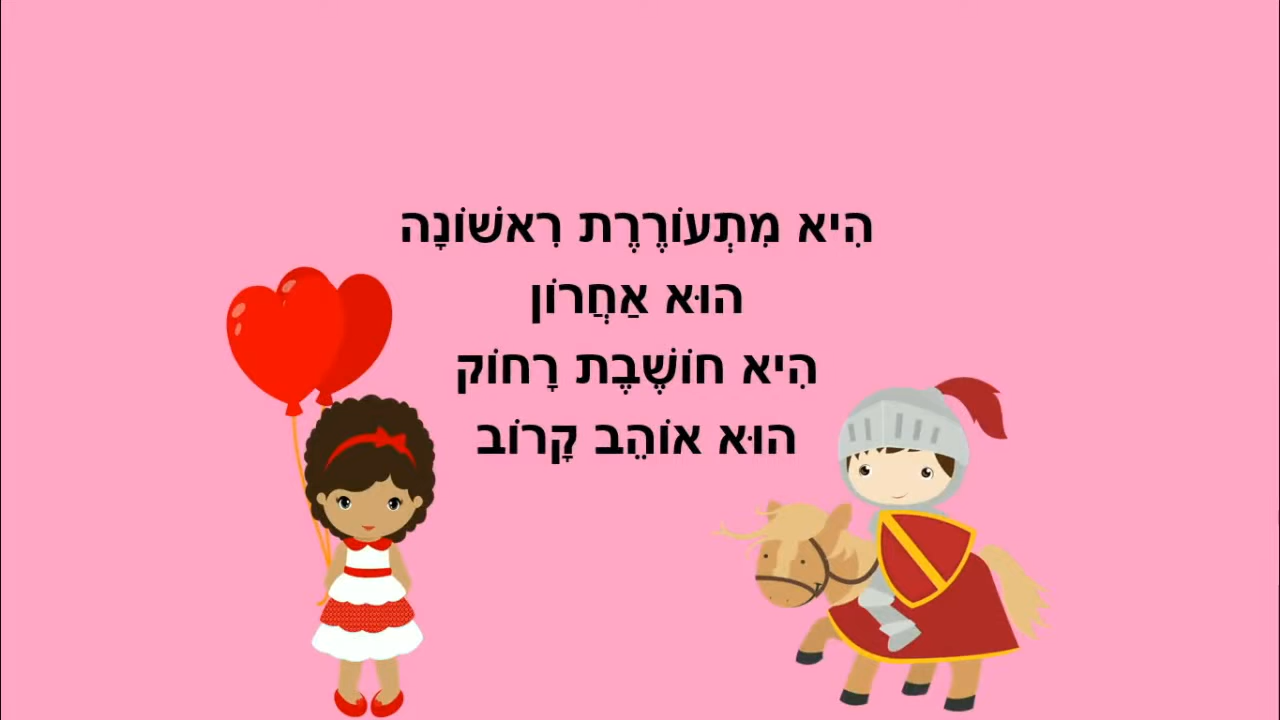 הִיא מִתְעוֹרֶרֶת רִאשׁוֹנָה
הוּא אַחֲרוֹן
הִיא חוֹשֶׁבֶת רָחוֹק
הוּא אוֹהֵב קָרוֹב